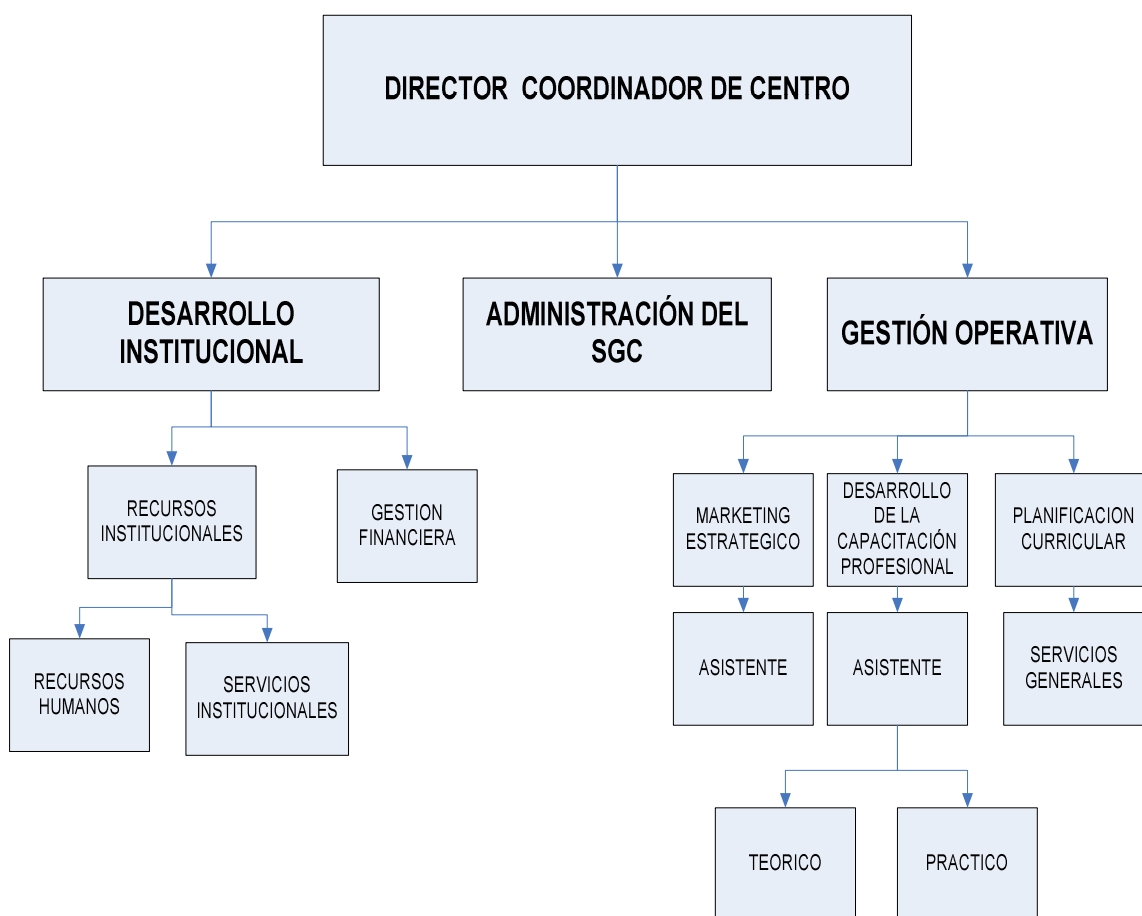 DIRECTOR COORDINADOR DE CENTRO
DESARROLLO
INSTITUCIONAL
ADMINISTRACIÓN DEL
SGC
GESTIÓN OPERATIVA
RECURSOS
INSTITUCIONALES
GESTION
FINANCIERA
MARKETING
ESTRATEGICO
DESARROLLO
DE LA
CAPACITACIÓN
PROFESIONAL
PLANIFICACION
CURRICULAR
RECURSOS
HUMANOS
SERVICIOS
INSTITUCIONALES
ASISTENTE
ASISTENTE
SERVICIOS
GENERALES
TEORICO
PRACTICO